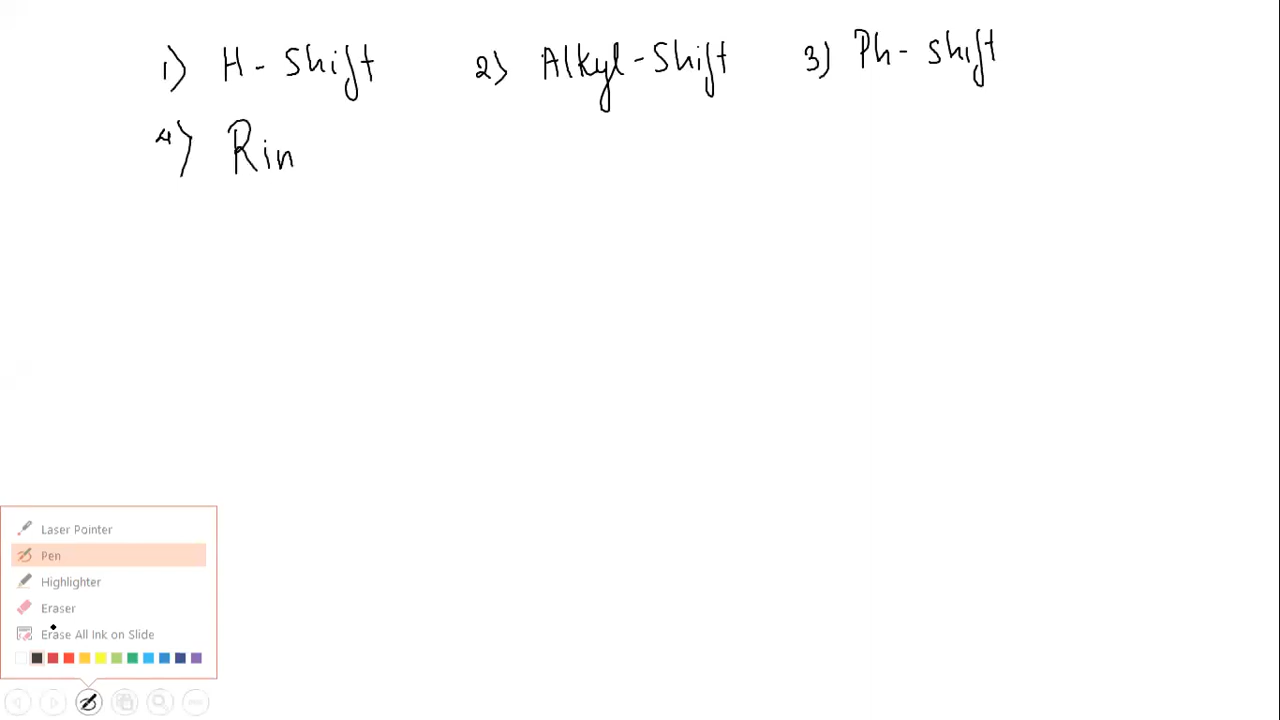 1) H - Shift 2) Alkyl - Shift 3) Ph - shift
4) Rin
Laser Pointer
Pen
Highlighter
Eraser
Erase All Ink on Slide